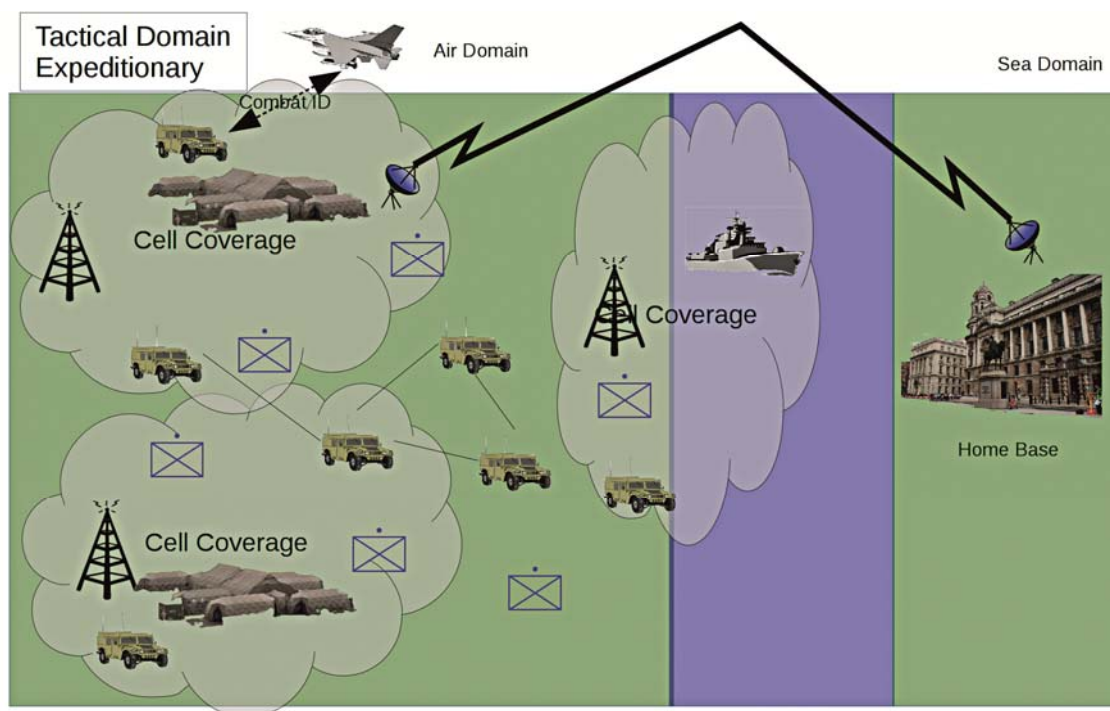 Tactical Domain
Expeditionary
Air Domain
Sea Domain
Combat ID
Cell Coverage
Cell Coverage
Home Base
Cell Coverage